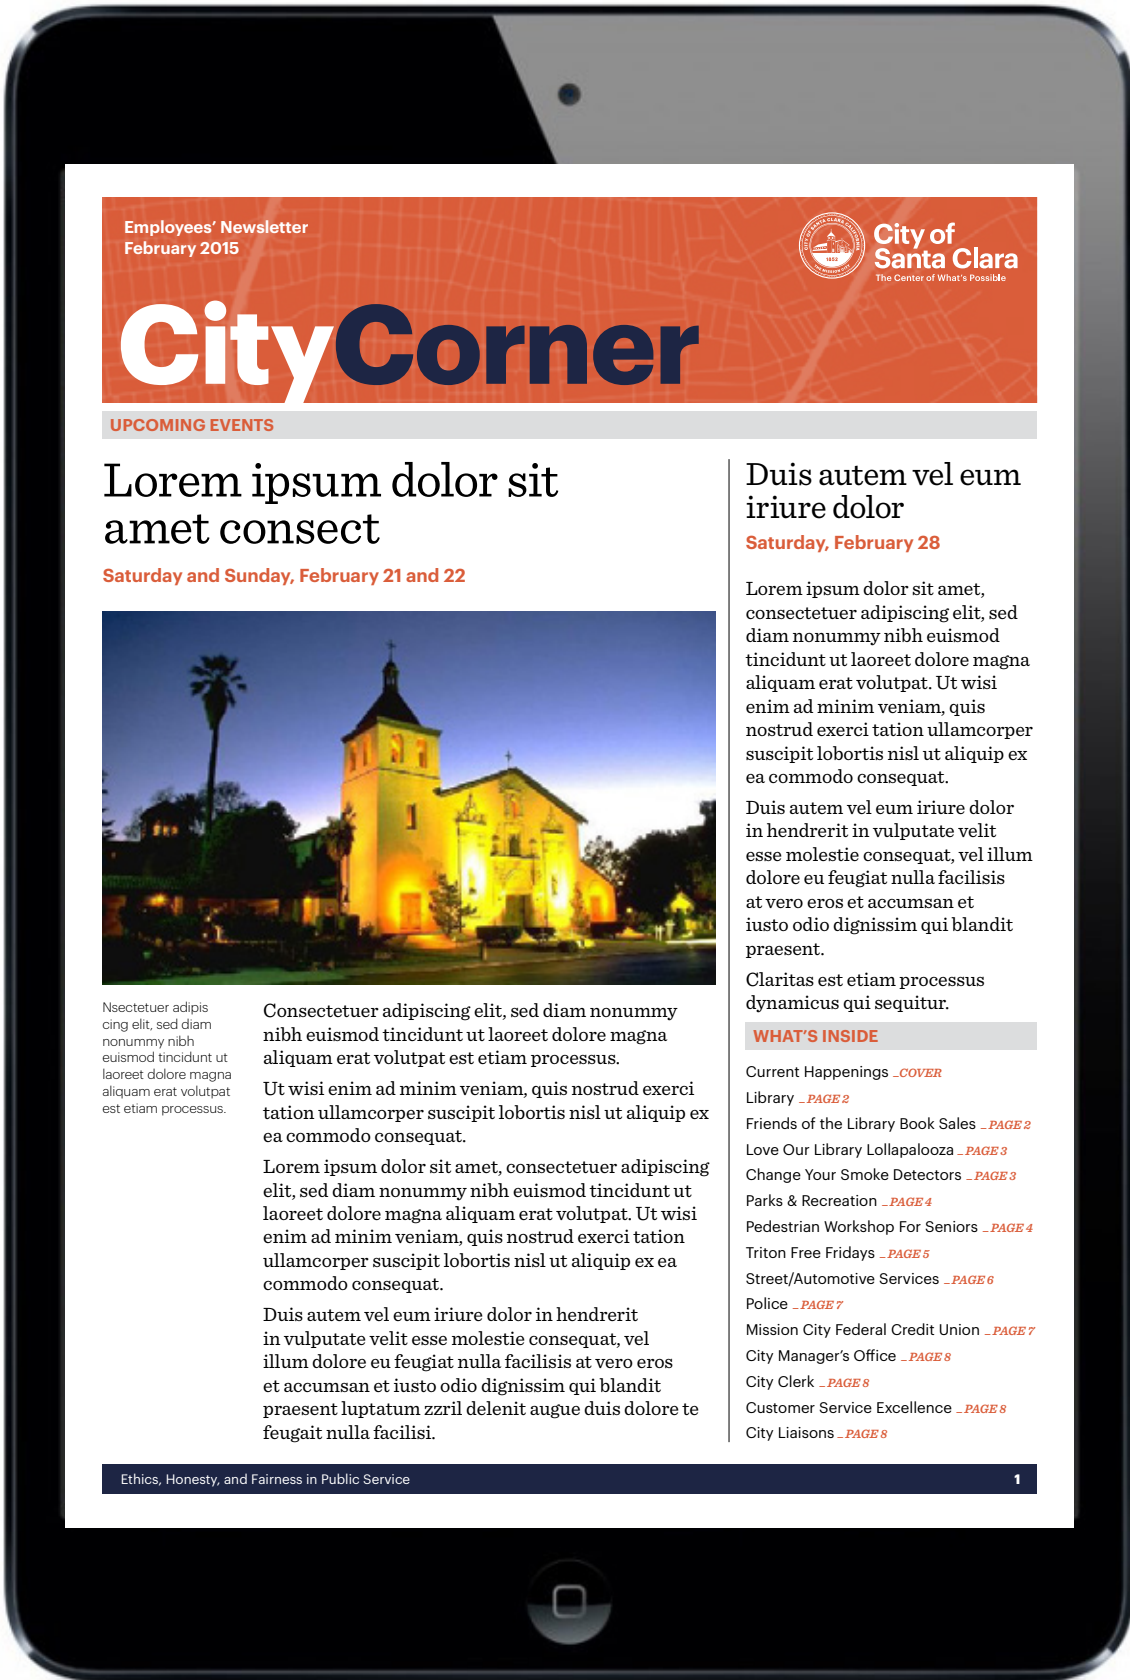 Employees’ Newsletter
February 2015
CITY OF SANTA CLARA CALIFORNIA
1852
THE MISSION CITY
City of
Santa Clara
The Center of What's Possible
CityCorner
UPCOMING EVENTS
Lorem ipsum dolor sit
amet consect
Saturday and Sunday, February 21 and 22
Nsectetuer adipis
cing elit, sed diam
nonummy nibh
euismod tincidunt ut
laoreet dolore magna
aliquam erat volutpat
est etiam processus.
Consectetuer adipiscing elit, sed diam nonummy
nibh euismod tincidunt ut laoreet dolore magna
aliquam erat volutpat est etiam processus.
Ut wisi enim ad minim veniam, quis nostrud exerci
tation ullamcorper suscipit lobortis nisl ut aliquip ex
ea commodo consequat.
Lorem ipsum dolor sit amet, consectetuer adipiscing
elit, sed diam nonummy nibh euismod tincidunt ut
laoreet dolore magna aliquam erat volutpat. Ut wisi
enim ad minim veniam, quis nostrud exerci tation
ullamcorper suscipit lobortis nisl ut aliquip ex ea
commodo consequat.
Duis autem vel eum iriure dolor in hendrerit
in vulputate velit esse molestie consequat, vel
illum dolore eu feugiat nulla facilisis at vero eros
et accumsan et iusto odio dignissim qui blandit
praesent luptatum zzril delenit augue duis dolore te
feugait nulla facilisi.
Duis autem vel eum
iriure dolor
Saturday, February 28
Lorem ipsum dolor sit amet,
consectetuer adipiscing elit, sed
diam nonummy nibh euismod
tincidunt ut laoreet dolore magna
aliquam erat volutpat. Ut wisi
enim ad minim veniam, quis
nostrud exerci tation ullamcorper
suscipit lobortis nisl ut aliquip ex
ea commodo consequat.
Duis autem vel eum iriure dolor
in hendrerit in vulputate velit
esse molestie consequat, vel illum
dolore eu feugiat nulla facilisis
at vero eros et accumsan et
iusto odio dignissim qui blandit
praesent.
Claritas est etiam processus
dynamicus qui sequitur.
WHAT’S INSIDE
Current Happenings _COVER
Library _PAGE 2
Friends of the Library Book Sales _PAGE 2
Love Our Library Lollapalooza _PAGE 3
Change Your Smoke Detectors _PAGE 3
Parks & Recreation _PAGE 4
Pedestrian Workshop For Seniors _PAGE 4
Triton Free Fridays _PAGE 5
Street/Automotive Services _PAGE 6
Police _PAGE 7
Mission City Federal Credit Union _PAGE 7
City Manager’s Office _PAGE 8
City Clerk _PAGE 8
Customer Service Excellence _PAGE 8
City Liaisons _PAGE 8
Ethics, Honesty, and Fairness in Public Service 1